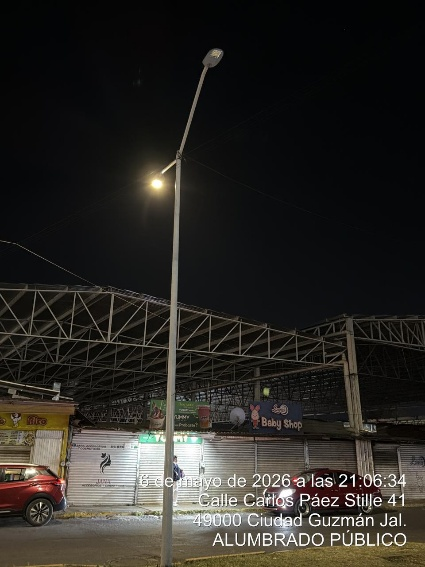 Baby Shop
6 de mayo de 2026 a las 21:06:34
Calle Carlos Páez Stille 41
49000 Ciudad Guzmán Jal.
ALUMBRADO PÚBLICO